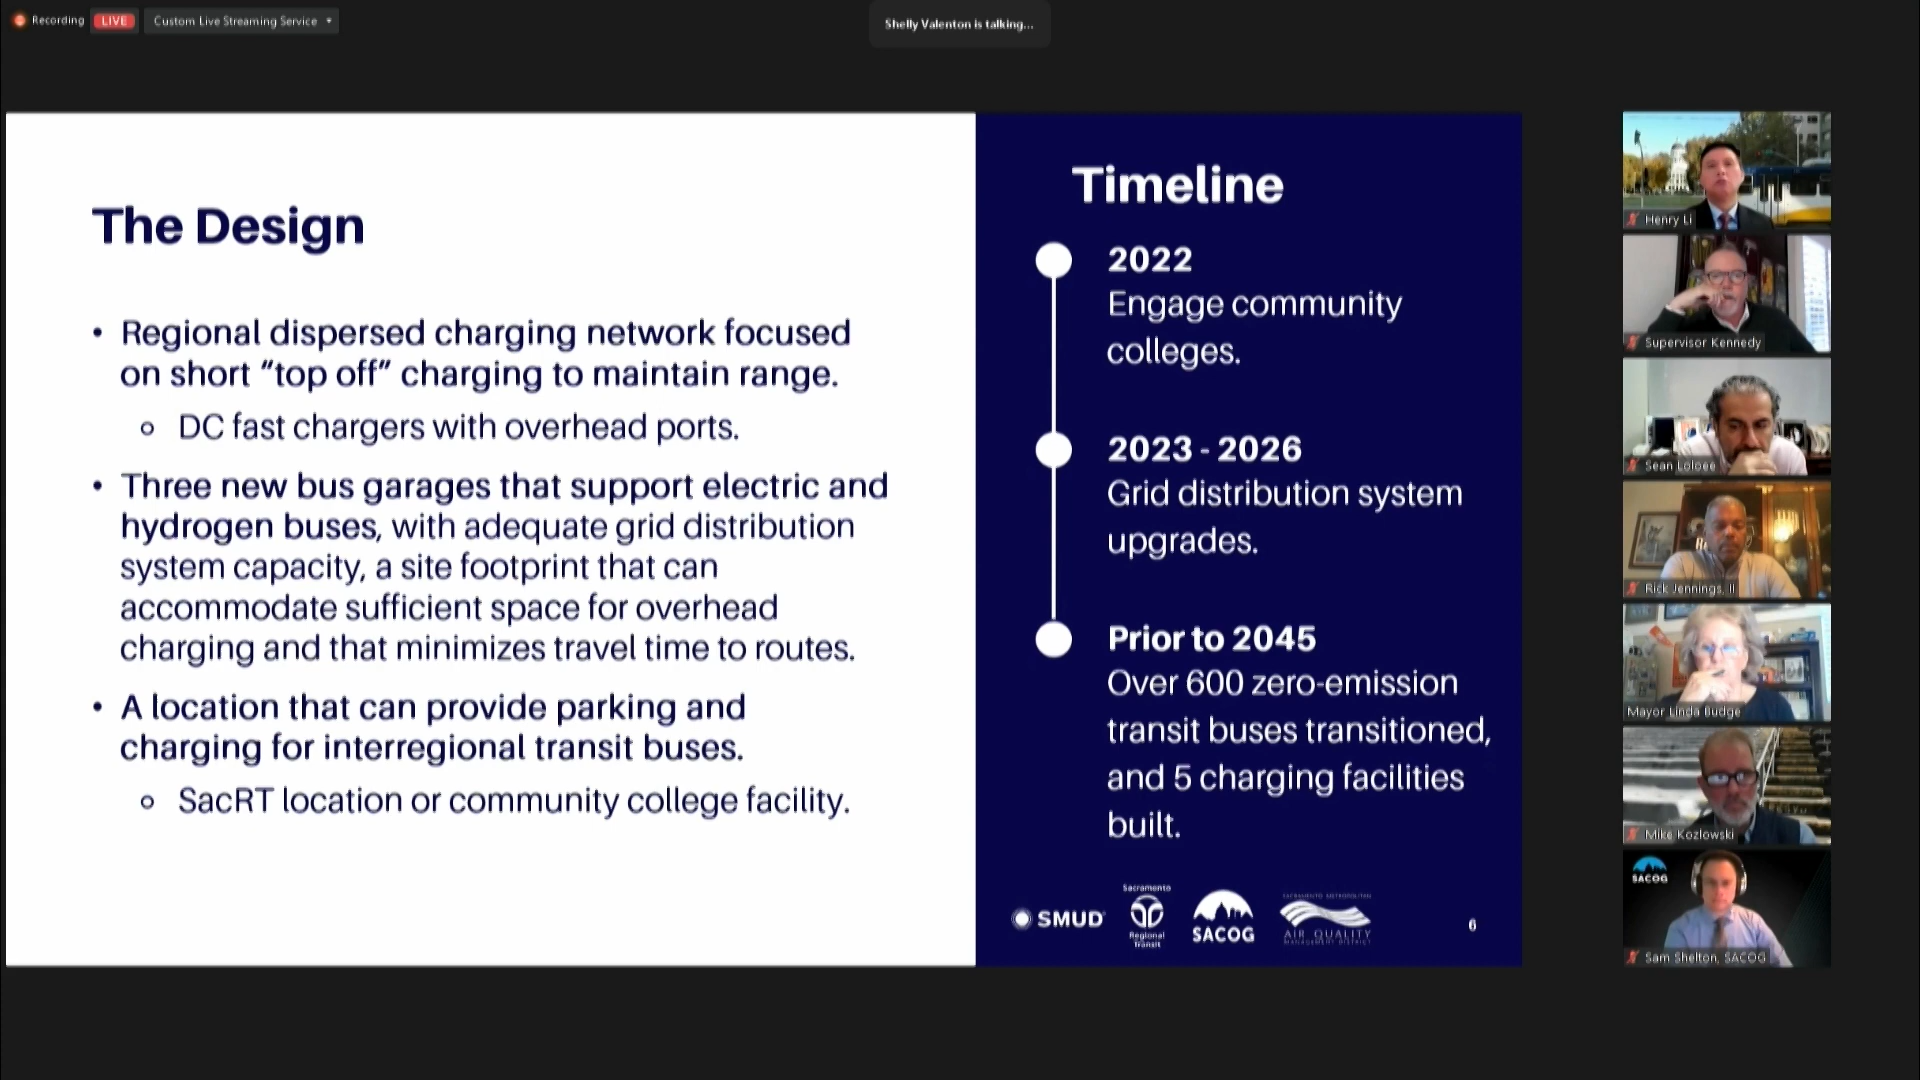 Recording
LIVE
Custom Live Streaming Service
Shelly Valenton is talking...
The Design
• Regional dispersed charging network focused
on short “top off” charging to maintain range.
DC fast chargers with overhead ports.
• Three new bus garages that support electric and
hydrogen buses, with adequate grid distribution
system capacity, a site footprint that can
accommodate sufficient space for overhead
charging and that minimizes travel time to routes.
• A location that can provide parking and
charging for interregional transit buses.
SacRT location or community college facility.
Timeline
2022
Engage community
colleges.
2023 - 2026
Grid distribution system
upgrades.
Prior to 2045
Over 600 zero-emission
transit buses transitioned,
and 5 charging facilities
built.
SMUD
Sacramento
Regional
Transit
SACOG
SACRAMENTO METROPOLITAN
AIR QUALITY
MANAGEMENT DISTRICT
6
Henry Li
Supervisor Kennedy
Sean Loloee
Rick Jennings, II
Mayor Linda Budge
Mike Kozlowski
SACOG
Sam Shelton, SACOG